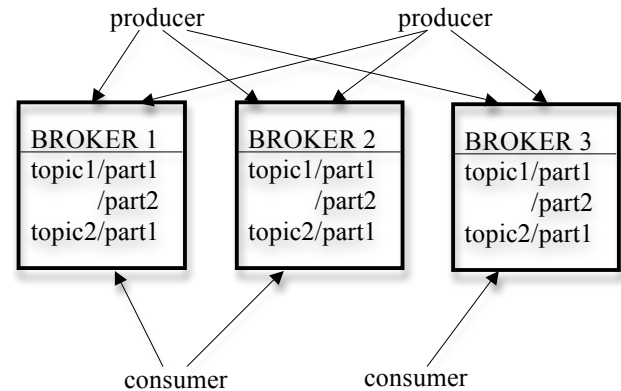 producer
producer
BROKER 1
topic1/part1
/part2
topic2/part1
BROKER 2
topic1/part1
/part2
topic2/part1
BROKER 3
topic1/part1
/part2
topic2/part1
consumer
consumer